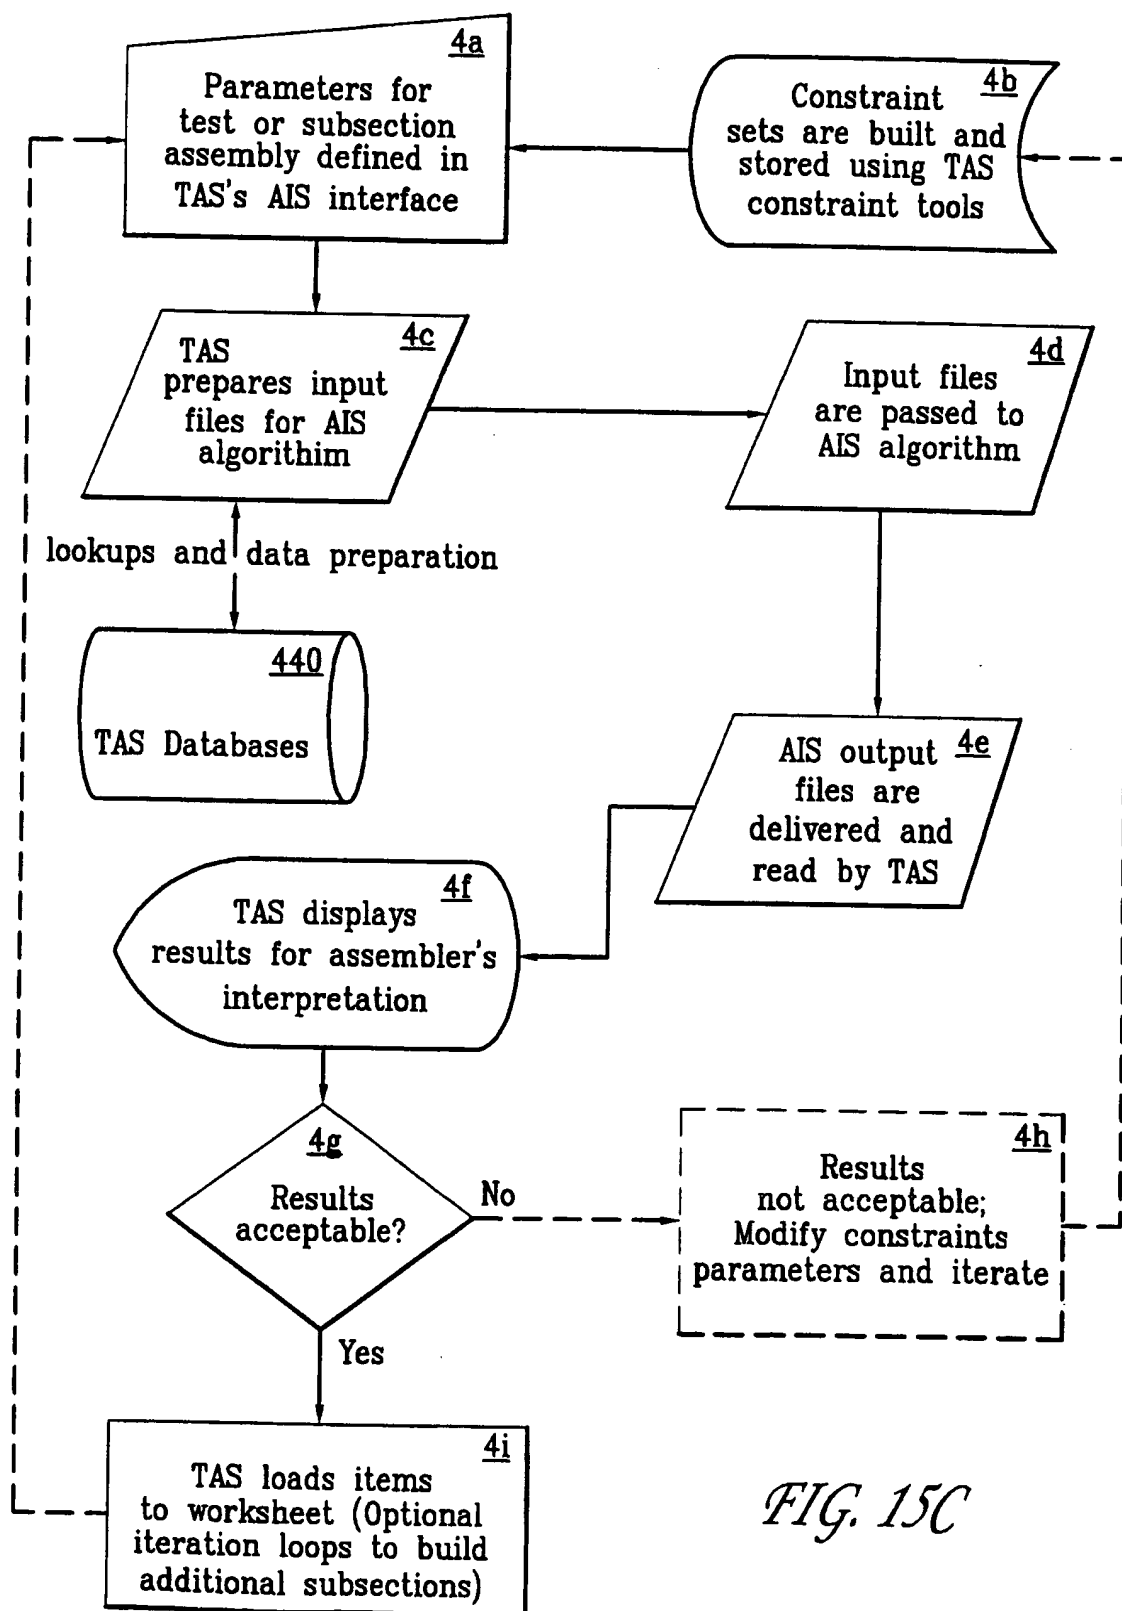 4a
Parameters for
test or subsection
assembly defined in
TAS's AIS interface
4b
Constraint
sets are built and
stored using TAS
constraint tools
4c
TAS
prepares input
files for AIS
algorithim
4d
Input files
are passed to
AIS algorithm
lookups and data preparation
440
TAS Databases
4e
AIS output
files are
delivered and
read by TAS
4f
TAS displays
results for assembler's
interpretation
4g
Results
acceptable?
No
4h
Results
not acceptable;
Modify constraints
parameters and iterate
Yes
4i
TAS loads items
to worksheet (Optional
iteration loops to build
additional subsections)
FIG. 15C